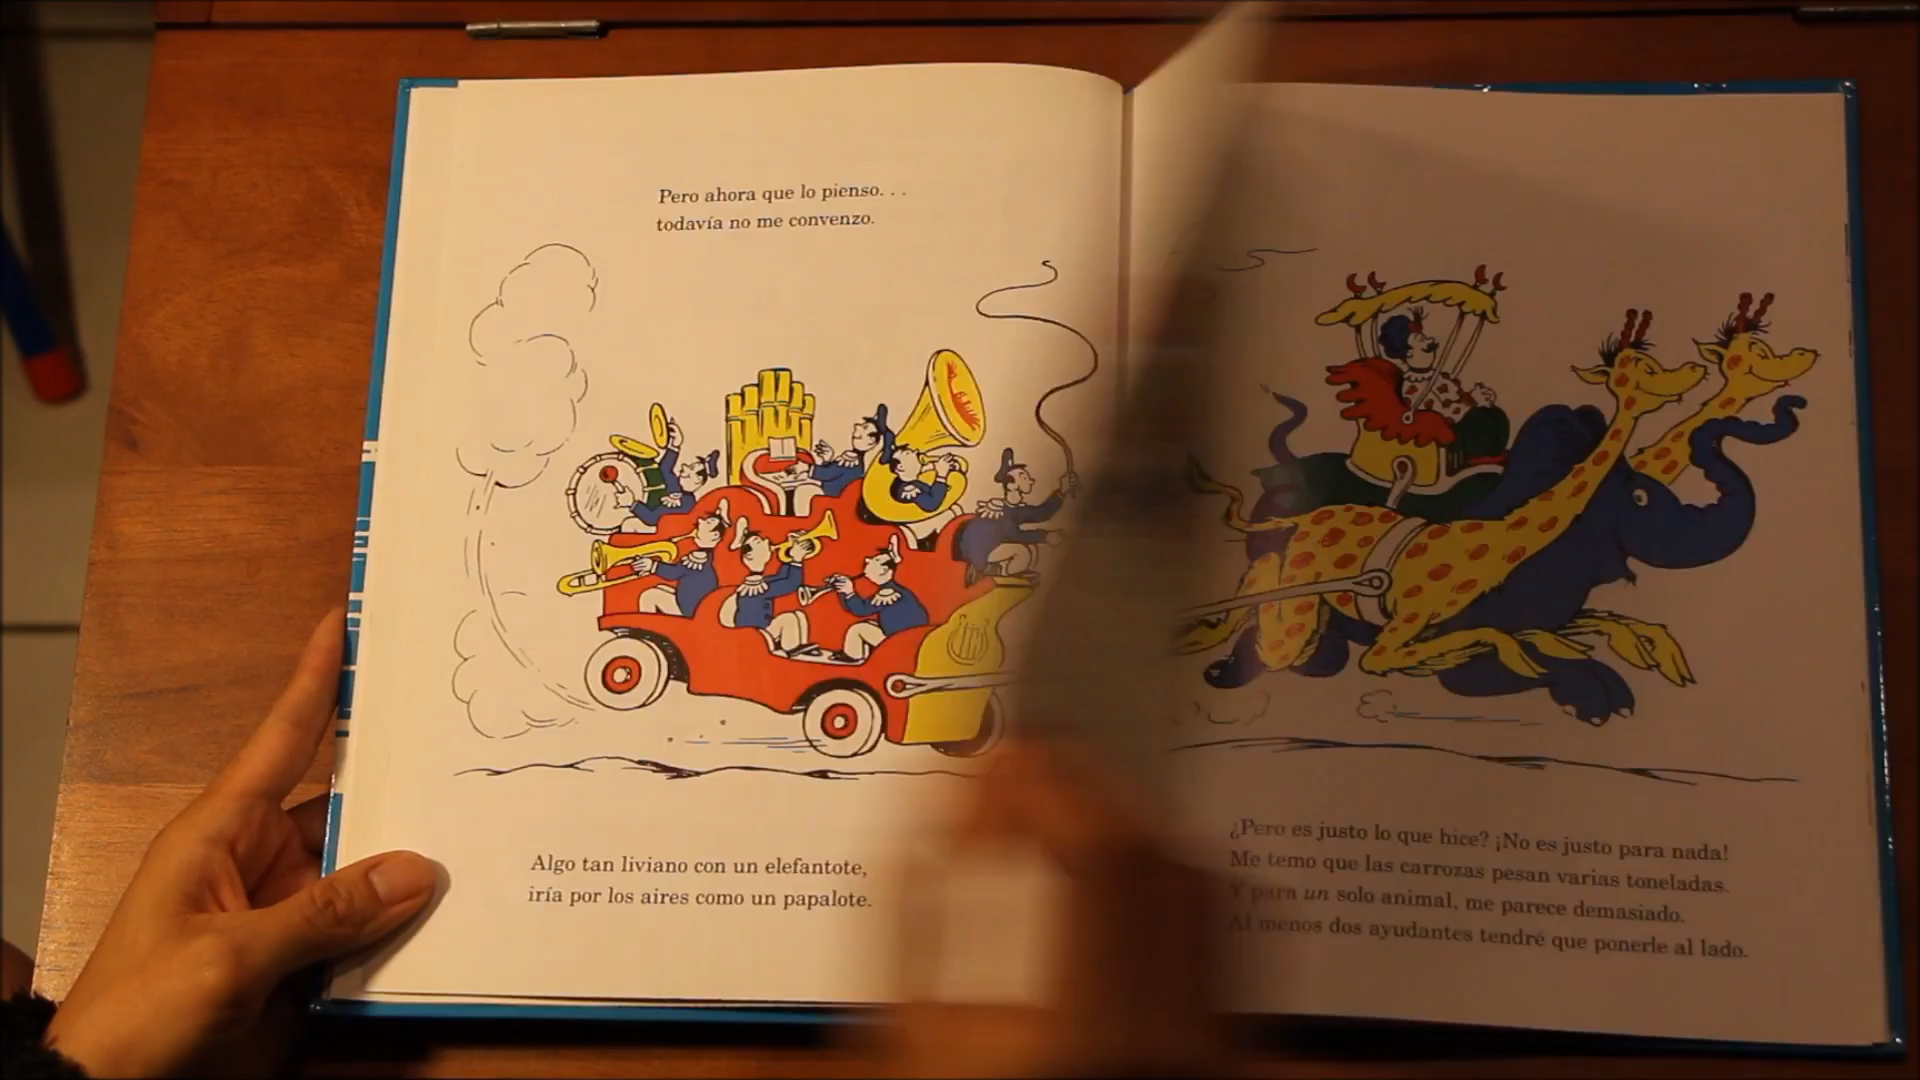 Pero ahora que lo pienso. . .
todavía no me convenzo.
Algo tan liviano con un elefantote,
iría por los aires como un papalote.
¿Pero es justo lo que hice? ¡No es justo para nada!
Me temo que las carrozas pesan varias toneladas.
Y para un solo animal, me parece demasiado.
Al menos dos ayudantes tendré que ponerle al lado.